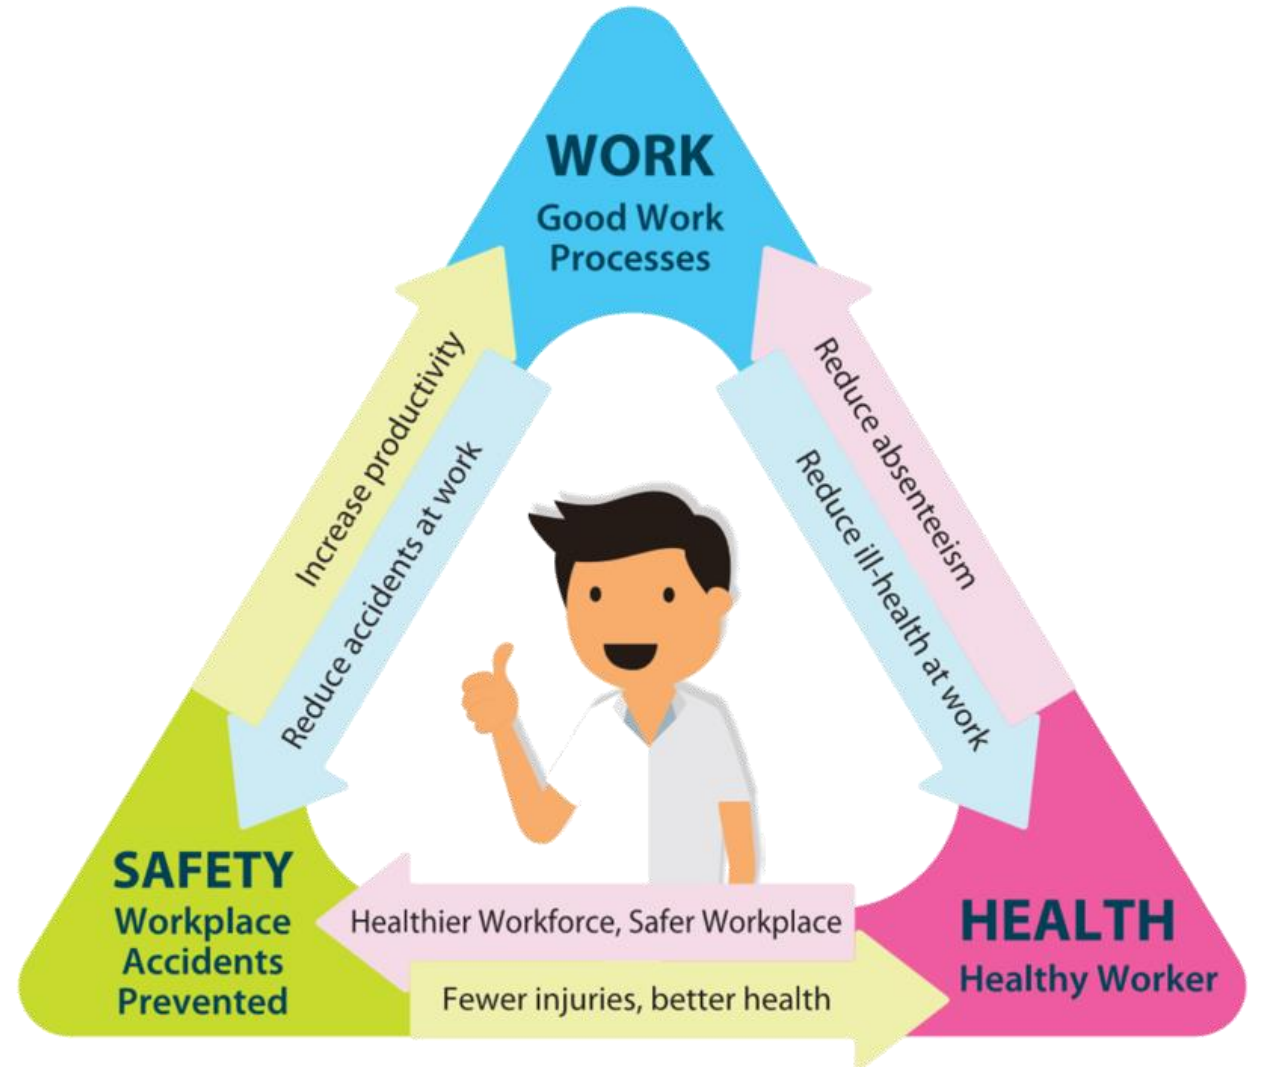 WORK
Good Work
Processes
Increase productivity
Reduce accidents at work
Reduce absenteeism
Reduce ill-health at work
SAFETY
Workplace
Accidents
Prevented
Healthier Workforce, Safer Workplace
Fewer injuries, better health
HEALTH
Healthy Worker